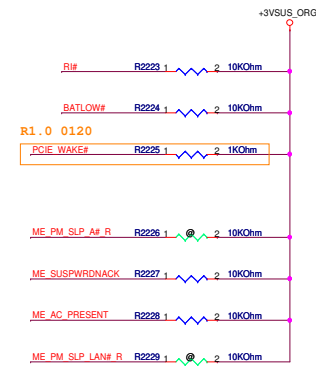 +3VSUS_ORG
RI# R2223 1 2 10KOhm
BATLOW# R2224 1 2 10KOhm
R1.0 0120
PCIE_WAKE# R2225 1 2 1KOhm
ME_PM_SLP_A#_R R2226 1 @ 2 10KOhm
ME_SUSPWRDNACK R2227 1 2 10KOhm
ME_AC_PRESENT R2228 1 2 10KOhm
ME_PM_SLP_LAN#_R R2229 1 @ 2 10KOhm